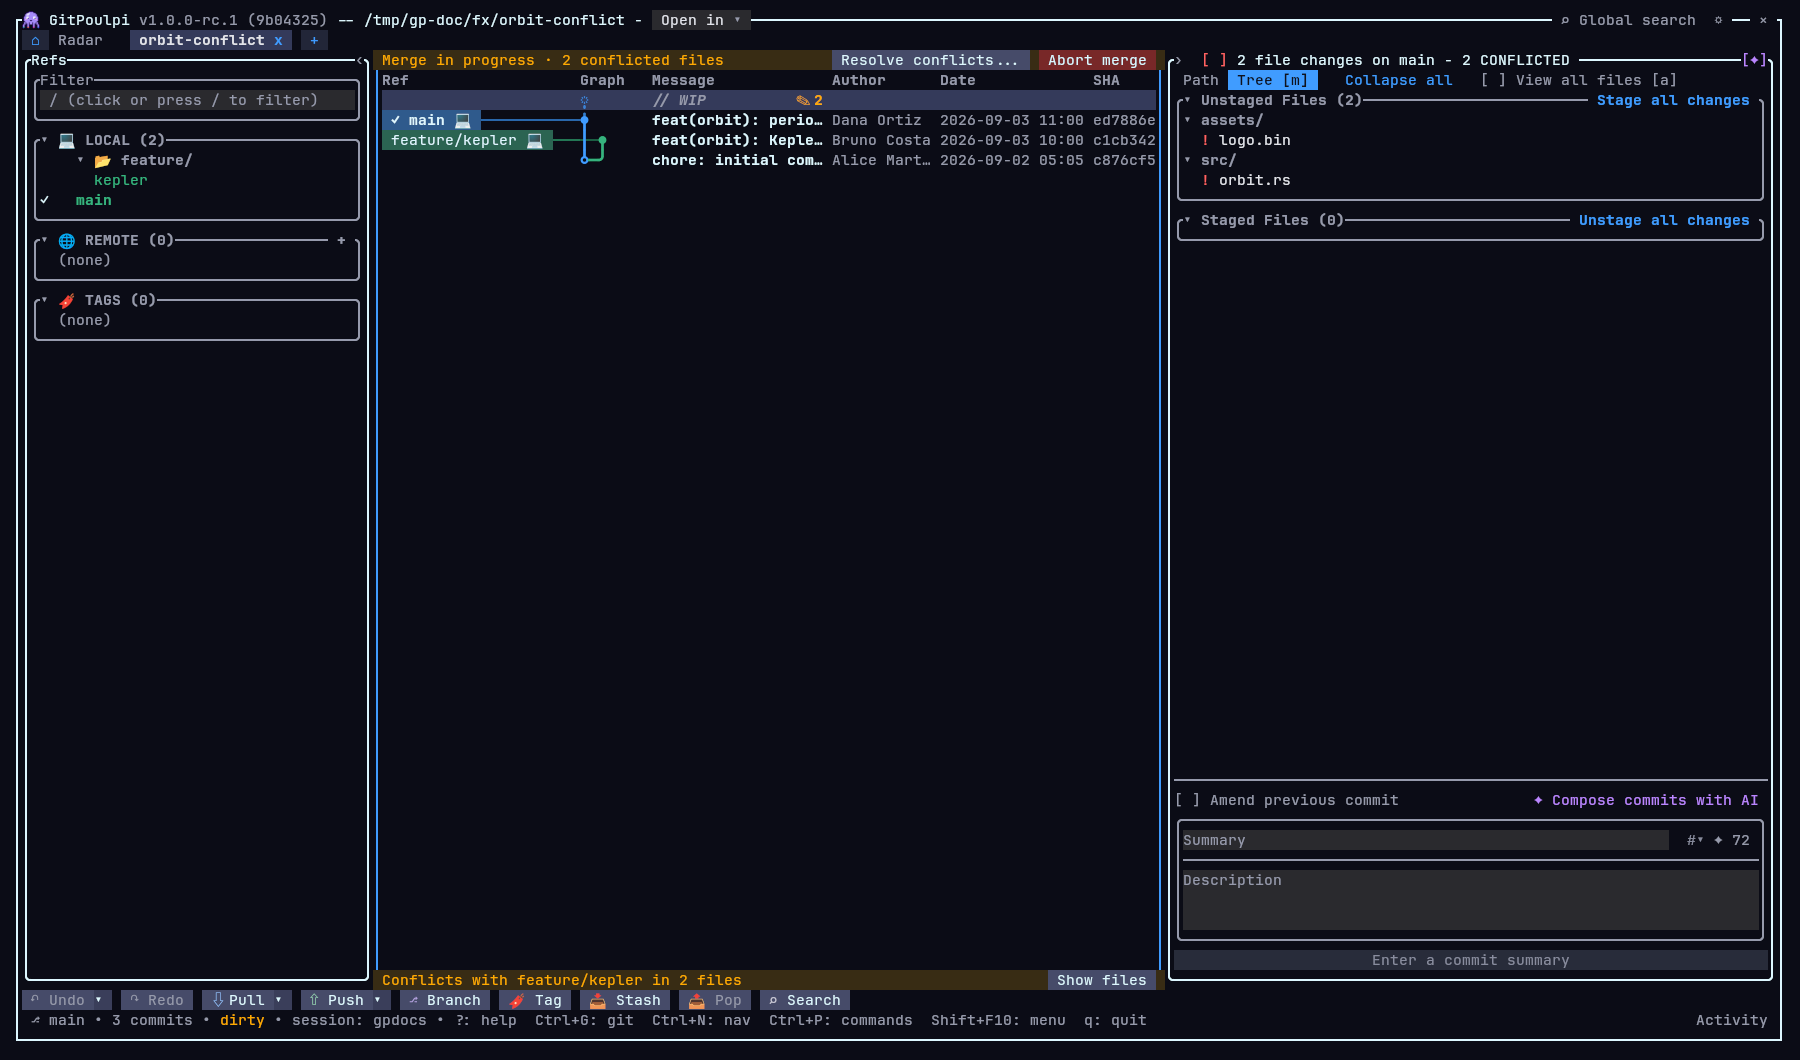 GitPoulpi v1.0.0-rc.1 (9b04325) -- /tmp/gp-doc/fx/orbit-conflict - Open in ▾ ⌕ Global search ☼ ×
⌂ Radar orbit-conflict x +
Refs ‹
Filter
/ (click or press / to filter)
▾ LOCAL (2)
▾ feature/
kepler
✓ main
▾ REMOTE (0) +
(none)
▾ TAGS (0)
(none)
Merge in progress · 2 conflicted files Resolve conflicts... Abort merge
Ref Graph Message Author Date SHA
// WIP ✎ 2
✓ main feat(orbit): perio… Dana Ortiz 2026-09-03 11:00 ed7886e
feature/kepler feat(orbit): Keple… Bruno Costa 2026-09-03 10:00 c1cb342
chore: initial com… Alice Mart… 2026-09-02 05:05 c876cf5
Conflicts with feature/kepler in 2 files Show files
› [ ] 2 file changes on main - 2 CONFLICTED [✦]
Path Tree [m] Collapse all [ ] View all files [a]
▾ Unstaged Files (2) Stage all changes
▾ assets/
! logo.bin
▾ src/
! orbit.rs
▾ Staged Files (0) Unstage all changes
[ ] Amend previous commit ✦ Compose commits with AI
Summary #▾ ✦ 72
Description
Enter a commit summary
↶ Undo ▾ ↷ Redo ⇩ Pull ▾ ⇧ Push ▾ ⎇ Branch Tag Stash Pop ⌕ Search
⎇ main • 3 commits • dirty • session: gpdocs • ?: help Ctrl+G: git Ctrl+N: nav Ctrl+P: commands Shift+F10: menu q: quit Activity